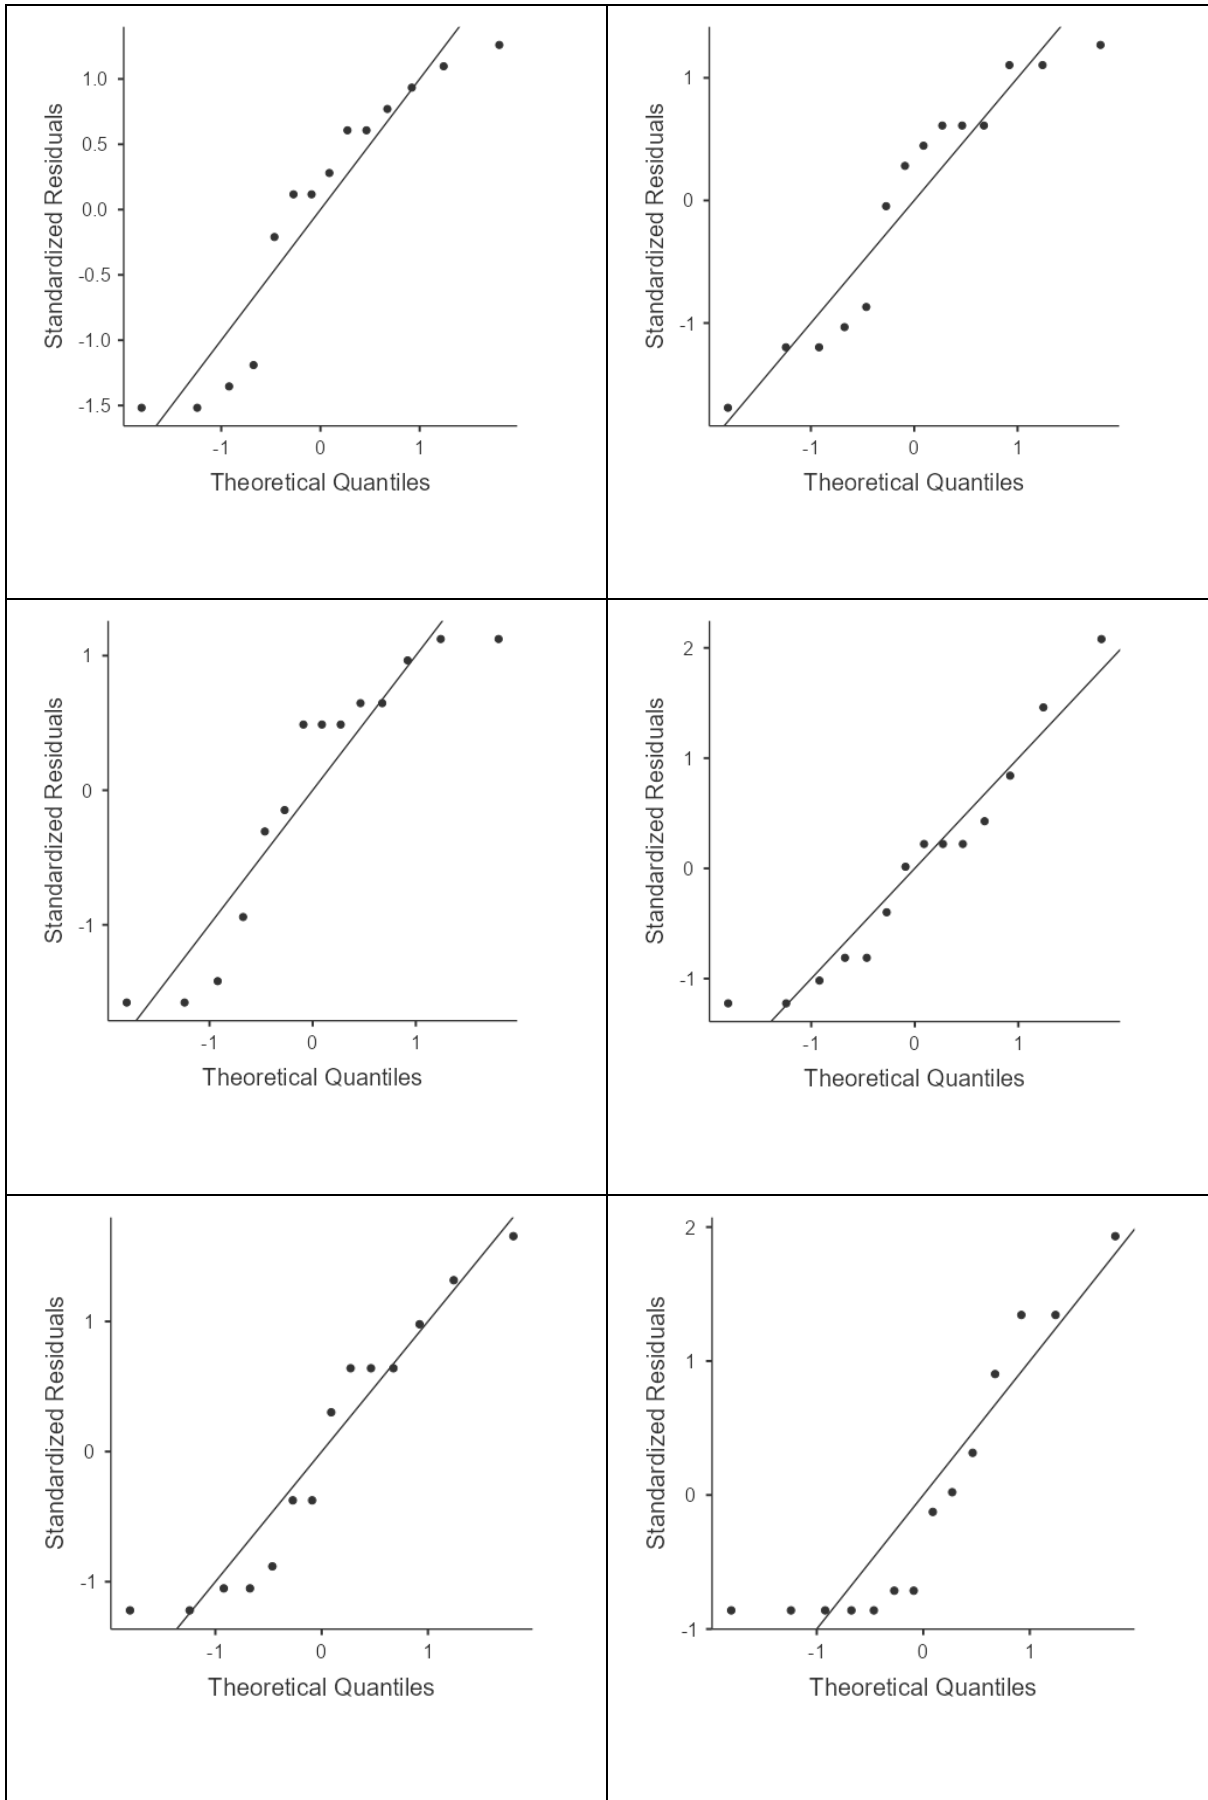 1.0
0.5
0.0
-0.5
-1.0
-1.5
Standardized Residuals
-1 0 1
Theoretical Quantiles
1
0
-1
Standardized Residuals
-1 0 1
Theoretical Quantiles
1
0
-1
Standardized Residuals
-1 0 1
Theoretical Quantiles
2
1
0
-1
Standardized Residuals
-1 0 1
Theoretical Quantiles
1
0
-1
Standardized Residuals
-1 0 1
Theoretical Quantiles
2
1
0
-1
Standardized Residuals
-1 0 1
Theoretical Quantiles